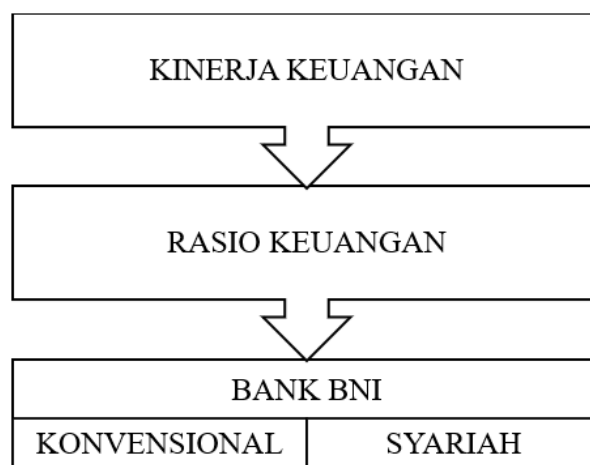 KINERJA KEUANGAN
RASIO KEUANGAN
BANK BNI
KONVENSIONAL
SYARIAH